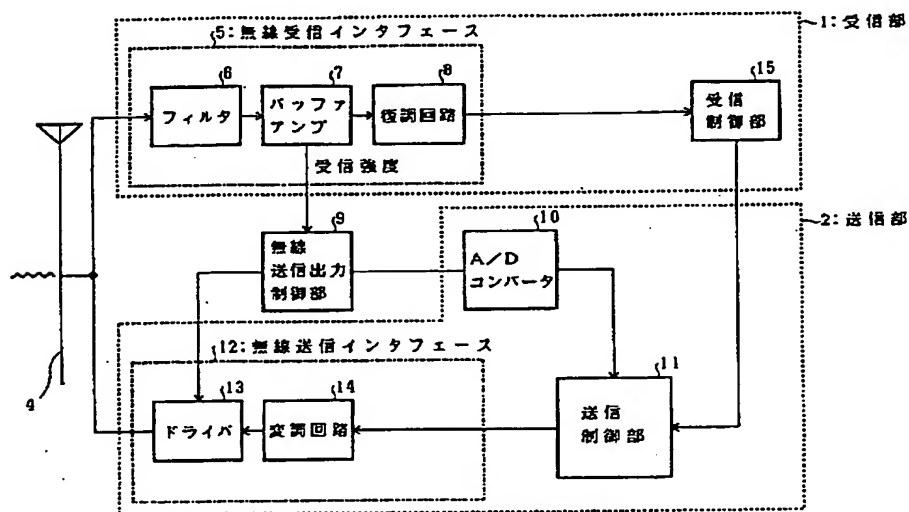 5:無線受信インタフェース
1:受信部
6
7
8
15
フィルタ
バッファ
アンプ
復調回路
受信
制御部
受信強度
9
10
2:送信部
無線
送信出力
制御部
A/D
コンバータ
12:無線送信インタフェース
11
4
13
14
ドライバ
変調回路
送信
制御部